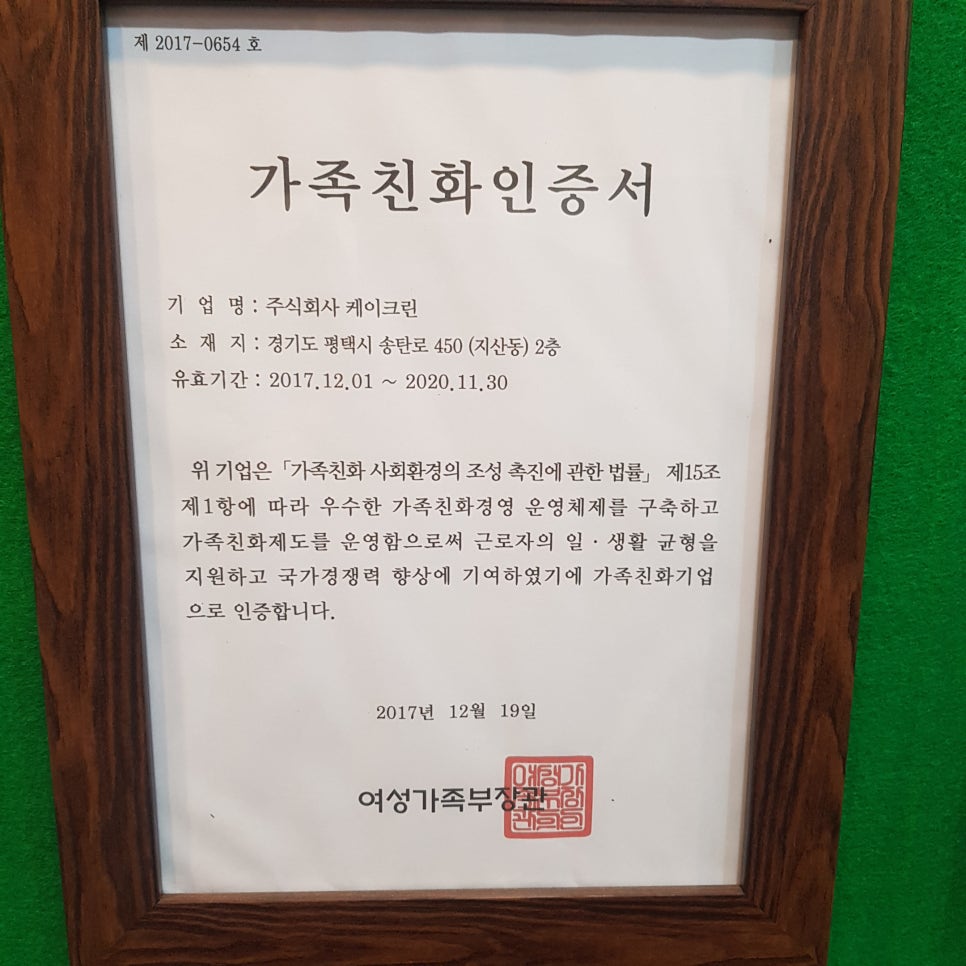 제 2017-0654 호
가족친화인증서
기 업 명 : 주식회사 케이크린
소 재 지 : 경기도 평택시 송탄로 450 (지산동) 2층
유효기간 : 2017.12.01 ~ 2020.11.30
위 기업은 「가족친화 사회환경의 조성 촉진에 관한 법률」 제15조
제1항에 따라 우수한 가족친화경영 운영체제를 구축하고
가족친화제도를 운영함으로써 근로자의 일 · 생활 균형을
지원하고 국가경쟁력 향상에 기여하였기에 가족친화기업
으로 인증합니다.
2017년 12월 19일
여성가족부장관